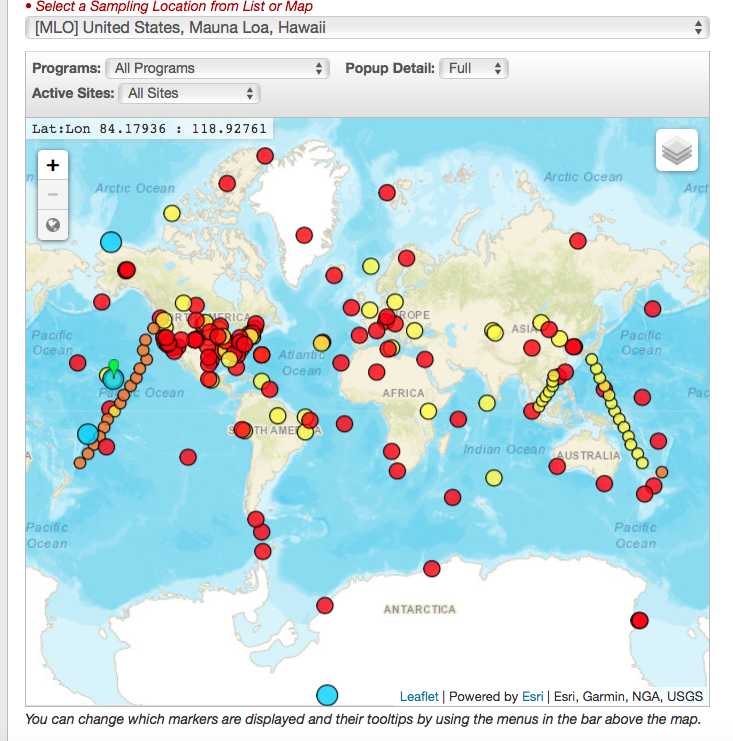 • Select a Sampling Location from List or Map
[MLO] United States, Mauna Loa, Hawaii
Programs: All Programs Popup Detail: Full
Active Sites: All Sites
Lat:Lon 84.17936 : 118.92761
+
−
Arctic Ocean
Arctic Ocean
Arct
ASIA
Pacific
Ocean
Atlantic
Ocean
Pacific
Ocean
AFRICA
Indian Ocean
AUSTRALIA
Pacific
Ocean
Pacific
Ocean
ANTARCTICA
Leaflet | Powered by Esri | Esri, Garmin, NGA, USGS
You can change which markers are displayed and their tooltips by using the menus in the bar above the map.